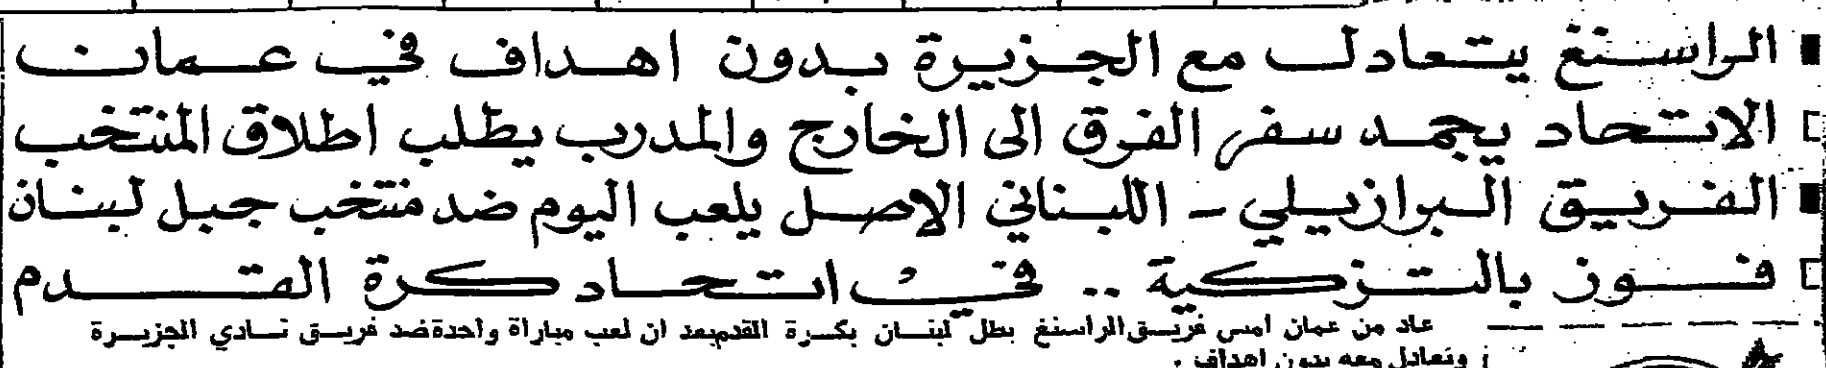 الراسنغ يتعادل مع الجزيرة بدون اهداف في عمان
الاتحاد يجمد سفر الفرق الى الخارج والمدرب يطلب اطلاق المنتخب
الفريق البرازيلي - اللبناني الاصل يلعب اليوم ضد منتخب جبل لبنان
فوز بالتزكية .. في اتحاد كرة القدم
عاد من عمان امس فريق الراسنغ بطل لبنان بكرة القدم بعد ان لعب مباراة واحدة ضد فريق نادي الجزيرة
وتعادل معه بدون اهداف .